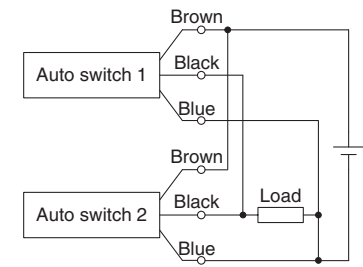 Brown
Auto switch 1
Black
Blue
Brown
Auto switch 2
Black
Load
Blue